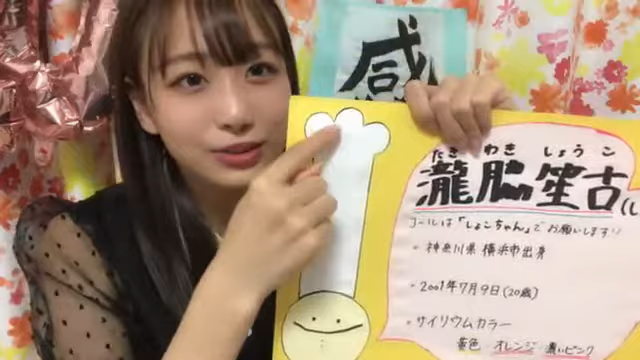 感
たき わき しょうこ
瀧脇笙古
コールは「しょこちゃん」でお願いします!!
・神奈川県 横浜市出身
・2001年7月9日(20歳)
・サイリウムカラー
黄色 オレンジ 濃いピンク